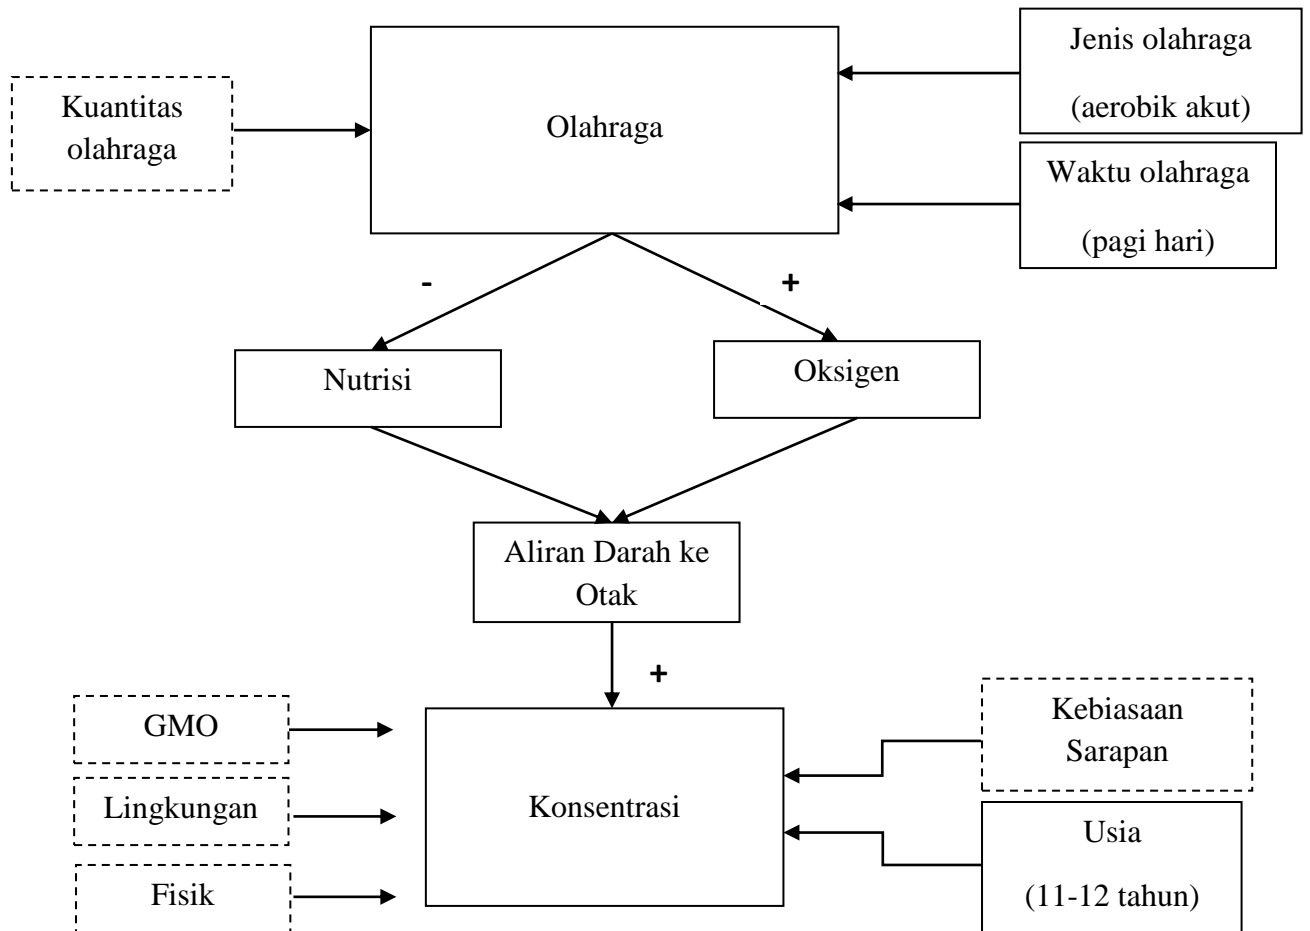 Jenis olahraga
(aerobik akut)
Kuantitas
olahraga
Olahraga
Waktu olahraga
(pagi hari)
-
+
Nutrisi
Oksigen
Aliran Darah ke
Otak
+
GMO
Lingkungan
Fisik
Konsentrasi
Kebiasaan
Sarapan
Usia
(11-12 tahun)